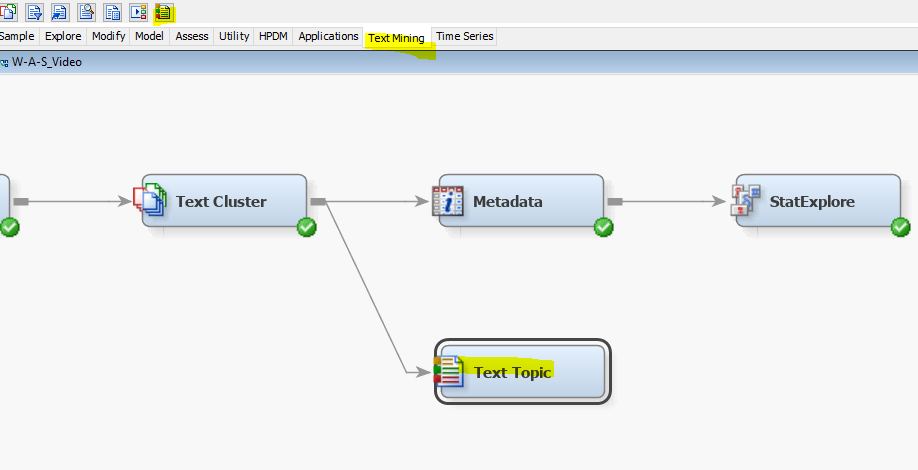 Sample Explore Modify Model Assess Utility HPDM Applications Text Mining Time Series
W-A-S_Video
Text Cluster Metadata StatExplore
Text Topic